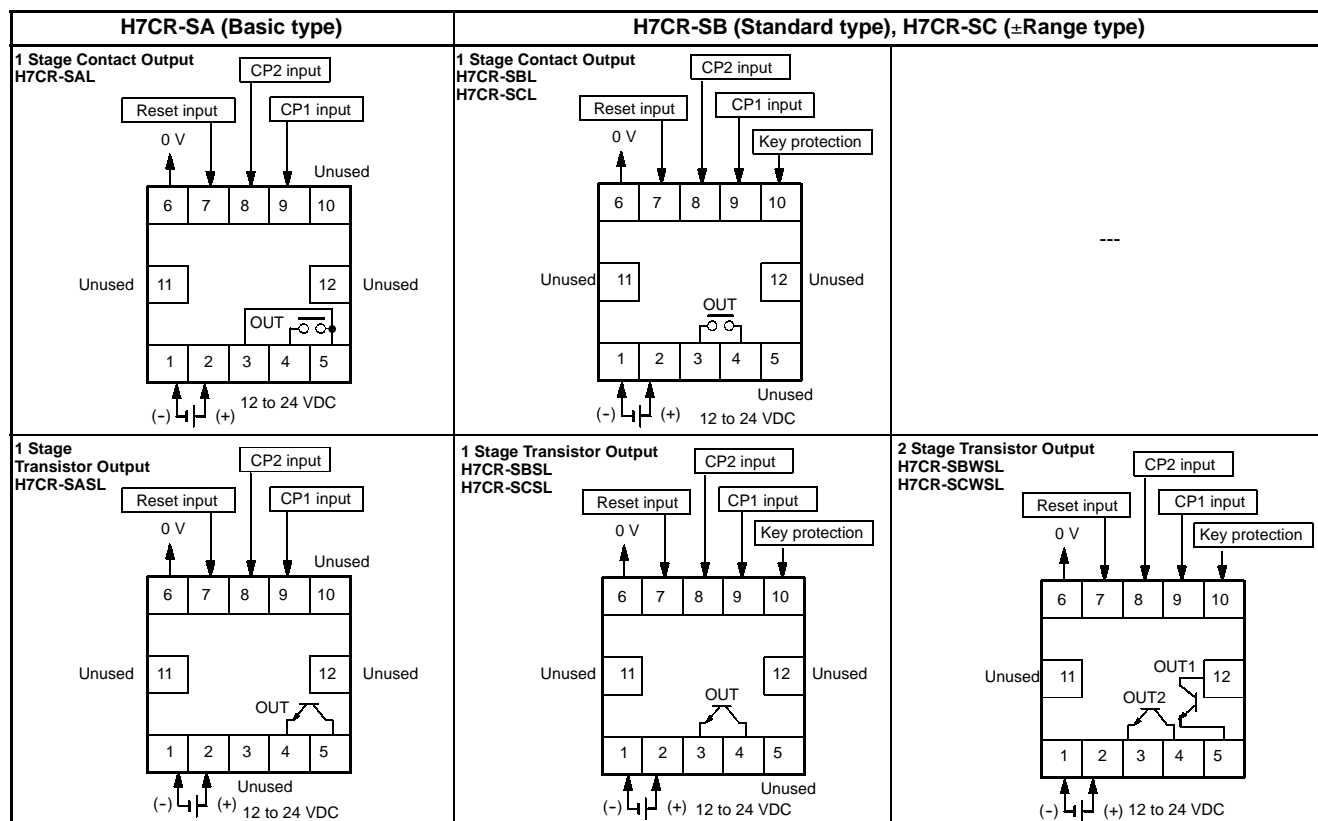 H7CR-SA (Basic type)
H7CR-SB (Standard type), H7CR-SC (±Range type)
1 Stage Contact Output
H7CR-SAL
CP2 input
Reset input
CP1 input
0 V
Unused
6 7 8 9 10
Unused 11 12 Unused
OUT
1 2 3 4 5
(−) (+) 12 to 24 VDC
1 Stage Contact Output
H7CR-SBL
H7CR-SCL
CP2 input
Reset input
CP1 input
0 V
Key protection
6 7 8 9 10
Unused 11 12 Unused
OUT
1 2 3 4 5
Unused
(−) (+) 12 to 24 VDC
---
1 Stage
Transistor Output
H7CR-SASL
CP2 input
Reset input
CP1 input
0 V
Unused
6 7 8 9 10
Unused 11 12 Unused
OUT
1 2 3 4 5
Unused
(−) (+) 12 to 24 VDC
1 Stage Transistor Output
H7CR-SBSL
H7CR-SCSL
CP2 input
Reset input
CP1 input
0 V
Key protection
6 7 8 9 10
Unused 11 12 Unused
OUT
1 2 3 4 5
Unused
(−) (+) 12 to 24 VDC
2 Stage Transistor Output
H7CR-SBWSL
H7CR-SCWSL
CP2 input
Reset input
CP1 input
0 V
Key protection
6 7 8 9 10
OUT1
Unused 11 12
OUT2
1 2 3 4 5
(−) (+) 12 to 24 VDC